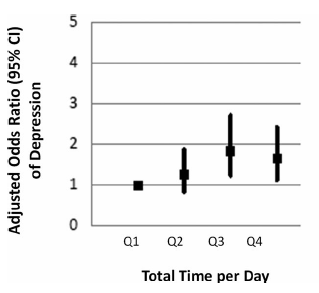 Adjusted Odds Ratio (95% CI)
of Depression
5
4
3
2
1
0
Q1 Q2 Q3 Q4
Total Time per Day